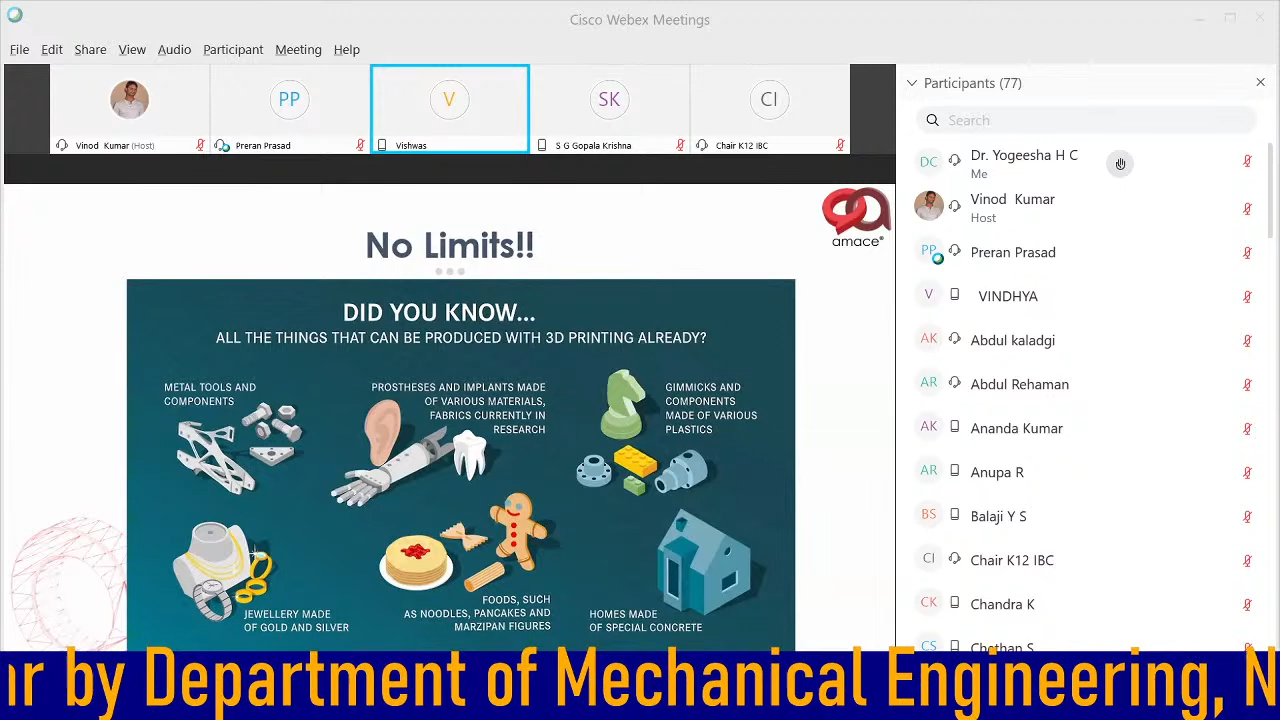 Cisco Webex Meetings
File Edit Share View Audio Participant Meeting Help
Vinod Kumar (Host)
PP
Preran Prasad
V
Vishwas
SK
S G Gopala Krishna
CI
Chair K12 IBC
Participants (77)
Search
DC Dr. Yogeesha H C
Me
Vinod Kumar
Host
PP Preran Prasad
V VINDHYA
AK Abdul kaladgi
AR Abdul Rehaman
AK Ananda Kumar
AR Anupa R
BS Balaji Y S
CI Chair K12 IBC
CK Chandra K
CS Chethan S
amace®
No Limits!!
DID YOU KNOW...
ALL THE THINGS THAT CAN BE PRODUCED WITH 3D PRINTING ALREADY?
METAL TOOLS AND
COMPONENTS
PROSTHESES AND IMPLANTS MADE
OF VARIOUS MATERIALS,
FABRICS CURRENTLY IN
RESEARCH
GIMMICKS AND
COMPONENTS
MADE OF VARIOUS
PLASTICS
JEWELLERY MADE
OF GOLD AND SILVER
FOODS, SUCH
AS NOODLES, PANCAKES AND
MARZIPAN FIGURES
HOMES MADE
OF SPECIAL CONCRETE
by Department of Mechanical Engineering, N